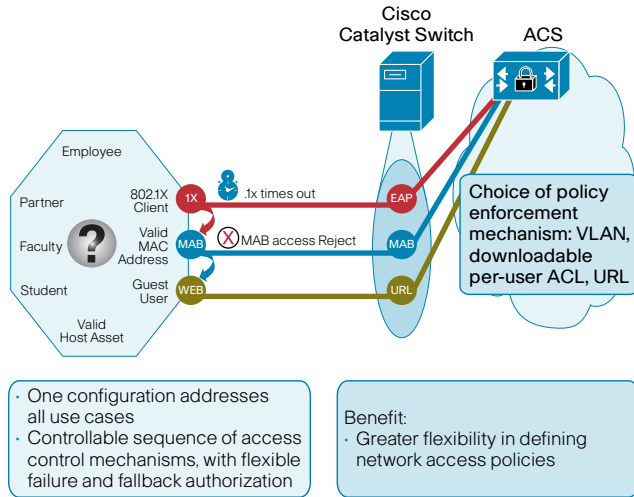 Cisco
Catalyst Switch
ACS
Employee
Partner
Faculty
Student
Valid
Host Asset
?
802.1X
Client
1X
.1x times out
EAP
Valid
MAC
Address
MAB
X
MAB access Reject
MAB
Guest
User
WEB
URL
Choice of policy
enforcement
mechanism: VLAN,
downloadable
per-user ACL, URL
· One configuration addresses
all use cases
· Controllable sequence of access
control mechanisms, with flexible
failure and fallback authorization
Benefit:
· Greater flexibility in defining
network access policies